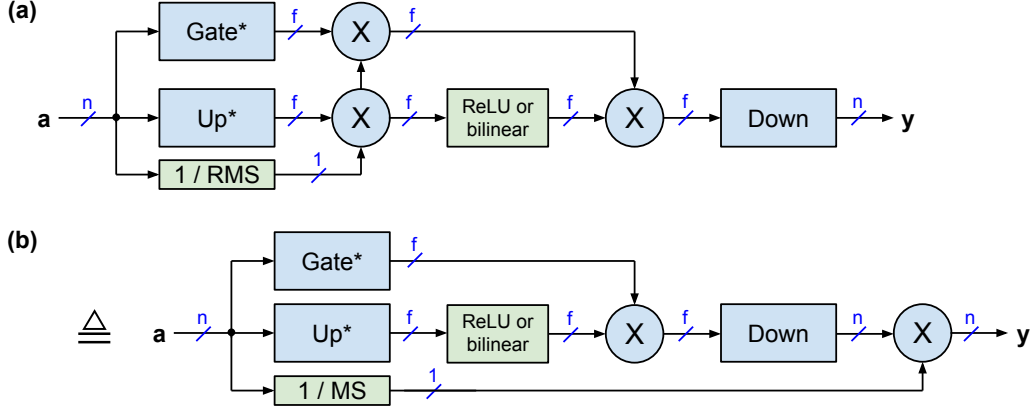 (a)
f
f
Gate*
X
n
f
f
f
f
n
a
Up*
X
ReLU or
bilinear
X
Down
y
1
1 / RMS
(b)
f
Gate*
n
f
f
f
n
n
≜
a
Up*
ReLU or
bilinear
X
Down
X
y
1
1 / MS